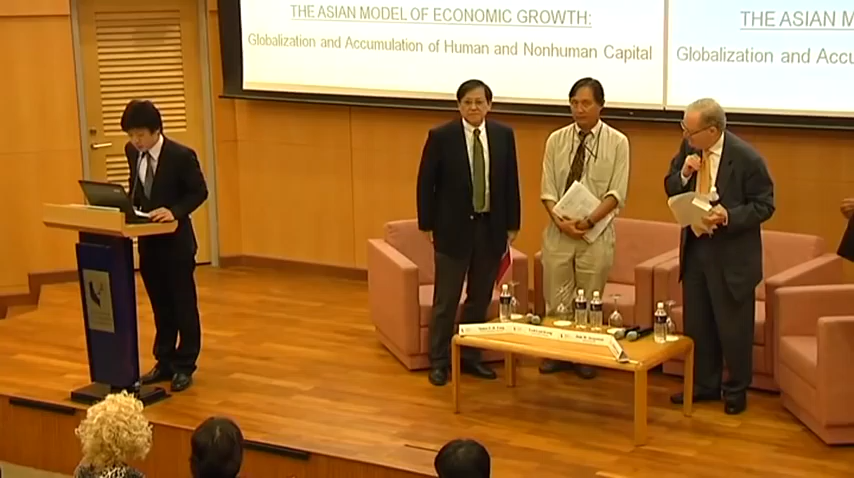 THE ASIAN MODEL OF ECONOMIC GROWTH:
Globalization and Accumulation of Human and Nonhuman Capital
THE ASIAN M
Globalization and Accu